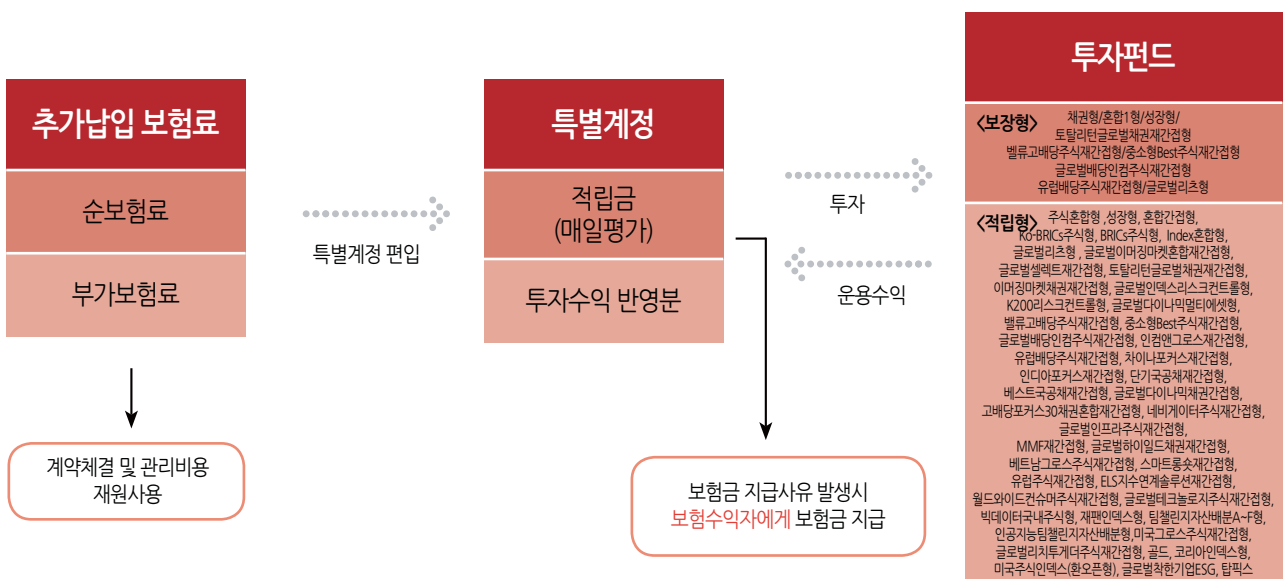 추가납입 보험료
순보험료
부가보험료
계약체결 및 관리비용
재원사용
특별계정 편입
특별계정
적립금
(매일평가)
투자수익 반영분
보험금 지급사유 발생시
보험수익자에게 보험금 지급
투자
운용수익
투자펀드
<보장형> 채권형/혼합1형/성장형/
토탈리턴글로벌채권재간접형
벨류고배당주식재간접형/중소형Best주식재간접형
글로벌배당인컴주식재간접형
유럽배당주식재간접형/글로벌리츠형
<적립형> 주식혼합형 ,성장형, 혼합간접형,
Ko-BRICs주식형, BRICs주식형, Index혼합형,
글로벌리츠형 , 글로벌이머징마켓혼합재간접형,
글로벌셀렉트재간접형, 토탈리턴글로벌채권재간접형,
이머징마켓채권재간접형, 글로벌인덱스리스크컨트롤형,
K200리스크컨트롤형, 글로벌다이나믹멀티에셋형,
밸류고배당주식재간접형, 중소형Best주식재간접형,
글로벌배당인컴주식재간접형, 인컴앤그로스재간접형,
유럽배당주식재간접형, 차이나포커스재간접형,
인디아포커스재간접형, 단기국공채재간접형,
베스트국공채재간접형, 글로벌다이나믹채권간접형,
고배당포커스30채권혼합재간접형, 네비게이터주식재간접형,
글로벌인프라주식재간접형,
MMF재간접형, 글로벌하이일드채권재간접형,
베트남그로스주식재간접형, 스마트롱숏재간접형,
유럽주식재간접형, ELS지수연계솔루션재간접형,
월드와이드컨슈머주식재간접형, 글로벌테크놀로지주식재간접형,
빅데이터국내주식형, 재팬인덱스형, 팀챌린지자산배분A~F형,
인공지능팀챌린지자산배분형,미국그로스주식재간접형,
글로벌리치투게더주식재간접형, 골드, 코리아인덱스형,
미국주식인덱스(환오픈형), 글로벌착한기업ESG, 탑픽스